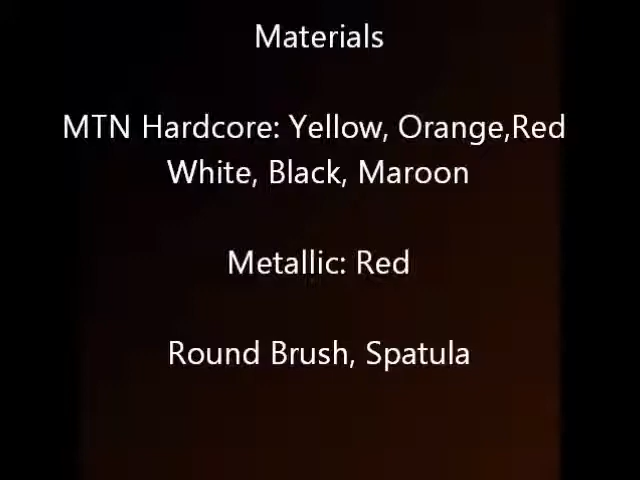 Materials
MTN Hardcore: Yellow, Orange,Red
White, Black, Maroon
Metallic: Red
Round Brush, Spatula